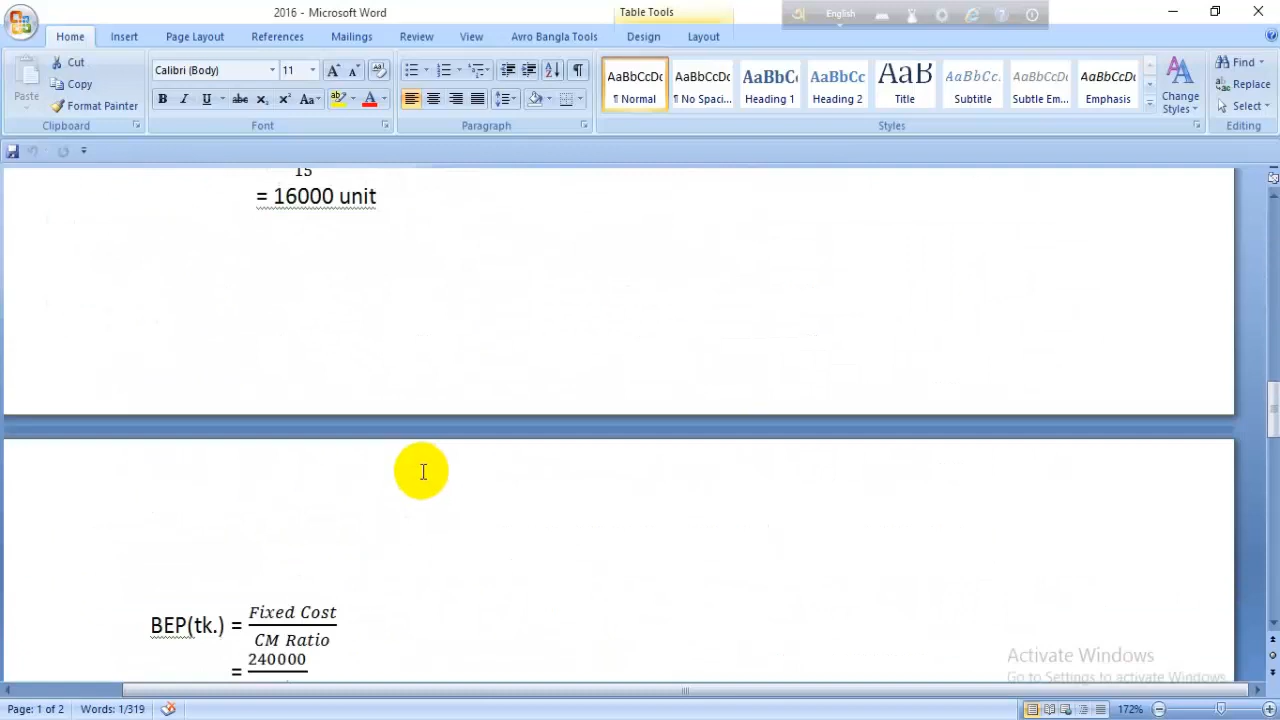 2016 - Microsoft Word
Table Tools
English
Home Insert Page Layout References Mailings Review View Avro Bangla Tools Design Layout
Paste
Cut
Copy
Format Painter
Clipboard
Calibri (Body) 11
Font
Paragraph
AaBbCcDc AaBbCcDc AaBbCc AaBbCc AaB AaBbCc. AaBbCcDc AaBbCcDc
¶ Normal ¶ No Spaci... Heading 1 Heading 2 Title Subtitle Subtle Em... Emphasis
Styles
Change Styles
Find
Replace
Select
Editing
15
= 16000 unit
BEP(tk.) = Fixed Cost
CM Ratio
= 240000
Activate Windows
Go to Settings to activate Windows.
Page: 1 of 2 Words: 1/319 172%